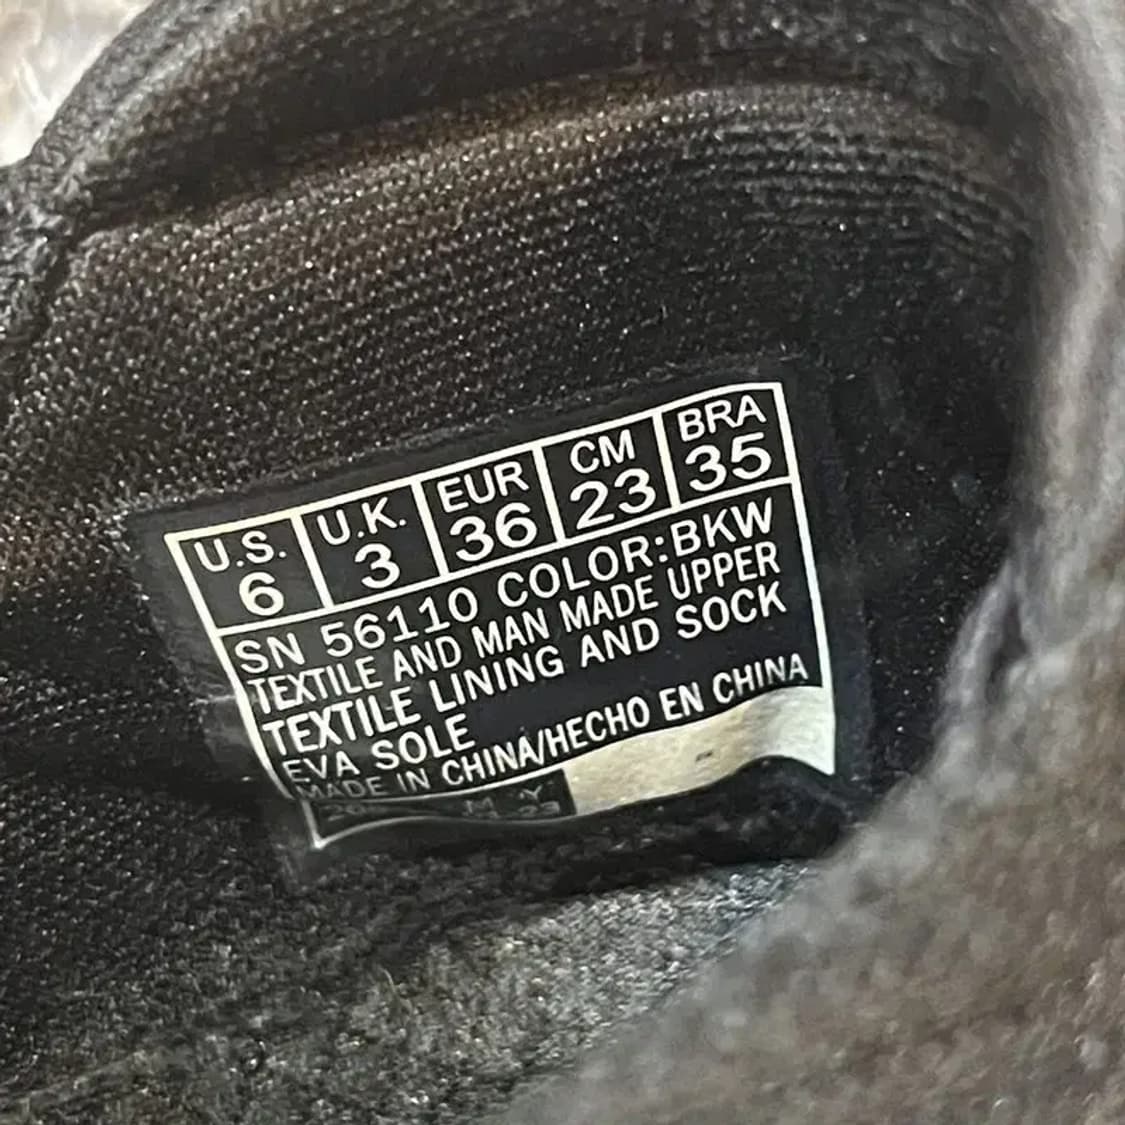 U.S. U.K. EUR CM BRA
6 3 36 23 35
SN 56110 COLOR:BKW
TEXTILE AND MAN MADE UPPER
TEXTILE LINING AND SOCK
EVA SOLE
MADE IN CHINA/HECHO EN CHINA